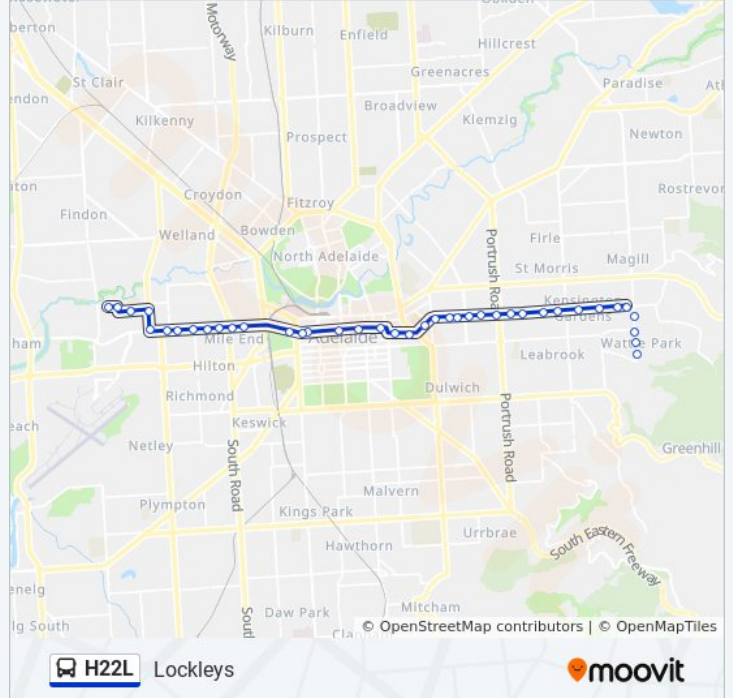 Kilburn
Enfield
Hillcrest
Motorway
Greenacres
St Clair
Paradise
Broadview
Kilkenny
Klemzig
Prospect
Newton
Croydon
Fitzroy
Rostrevor
Findon
Bowden
Welland
Firle
North Adelaide
Portrush Road
Magill
St Morris
Kensington
Gardens
Mile End
Adelaide
Wattle Park
Leabrook
Hilton
Dulwich
Richmond
Portrush Road
Keswick
Netley
South Road
Greenhill
Malvern
Plympton
Kings Park
Urrbrae
South Eastern Freeway
Hawthorn
Mitcham
Daw Park
© OpenStreetMap contributors | © OpenMapTiles
H22L Lockleys
moovit